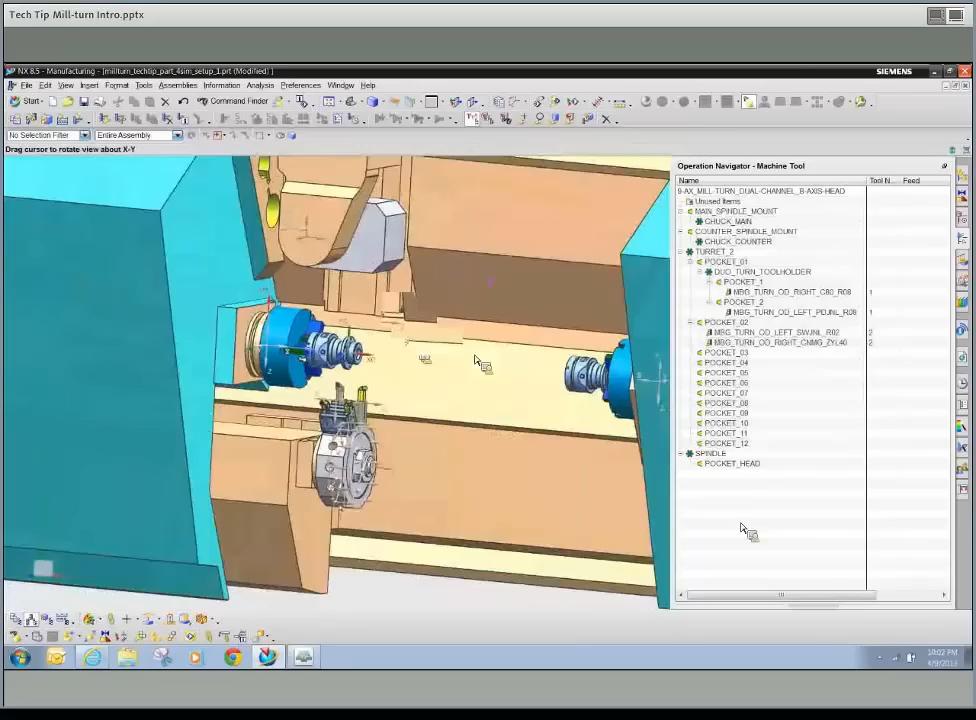 Tech Tip Mill-turn Intro.pptx
NX 8.5 - Manufacturing - [millturn_techtip_part_4sim_setup_1.prt (Modified) ]
SIEMENS
File Edit View Insert Format Tools Assemblies Information Analysis Preferences Window Help
Start Command Finder
No Selection Filter Entire Assembly
Drag cursor to rotate view about X-Y
Operation Navigator - Machine Tool
Name Tool N... Feed
9-AX_MILL-TURN_DUAL-CHANNEL_B-AXIS-HEAD
Unused Items
MAIN_SPINDLE_MOUNT
CHUCK_MAIN
COUNTER_SPINDLE_MOUNT
CHUCK_COUNTER
TURRET_2
POCKET_01
DUO_TURN_TOOLHOLDER
POCKET_1
MBG_TURN_OD_RIGHT_C80_R08 1
POCKET_2
MBG_TURN_OD_LEFT_PDJNL_R08 1
POCKET_02
MBG_TURN_OD_LEFT_SWJNL_R02 2
MBG_TURN_OD_RIGHT_CNMG_ZYL40 2
POCKET_03
POCKET_04
POCKET_05
POCKET_06
POCKET_07
POCKET_08
POCKET_09
POCKET_10
POCKET_11
POCKET_12
SPINDLE
POCKET_HEAD
10:02 PM
4/9/2013